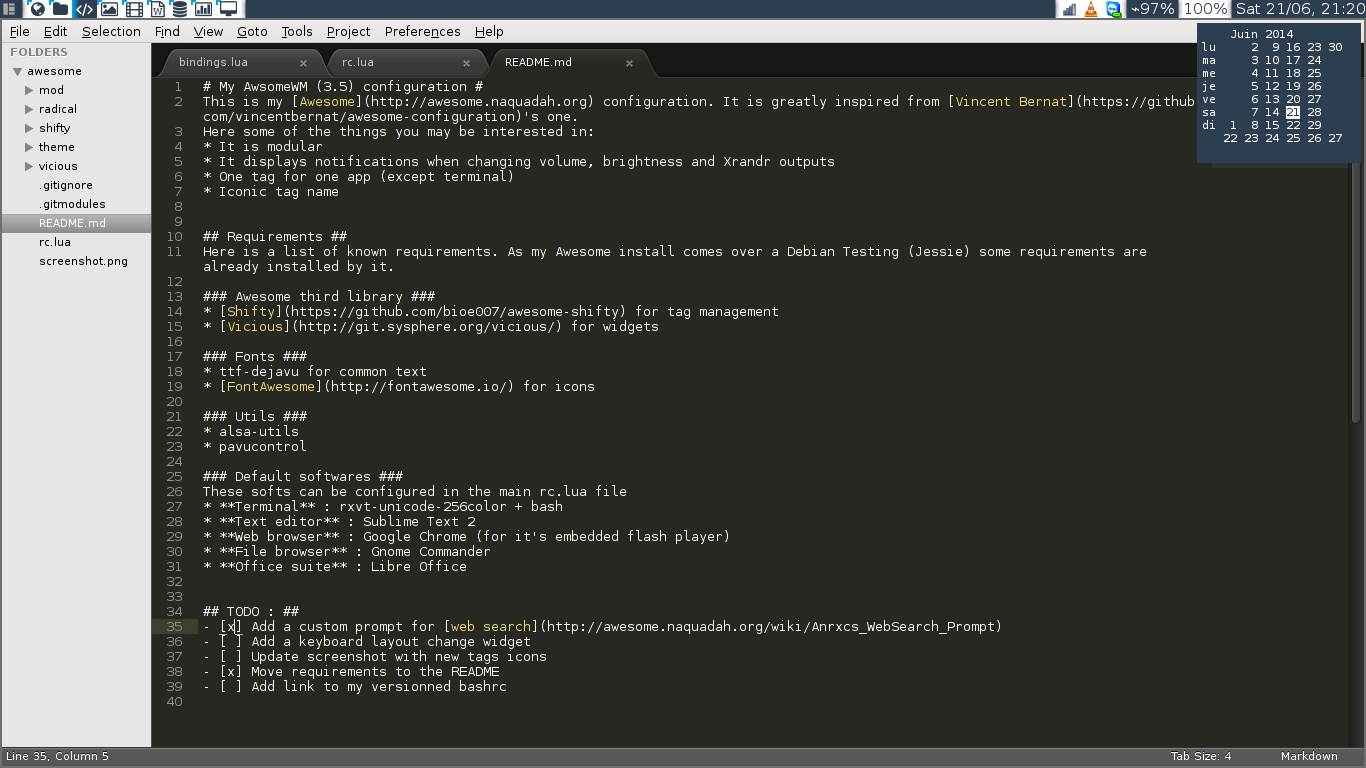 ⌁97% 100% Sat 21/06, 21:20
File Edit Selection Find View Goto Tools Project Preferences Help
Juin 2014
lu 2 9 16 23 30
ma 3 10 17 24
me 4 11 18 25
je 5 12 19 26
ve 6 13 20 27
sa 7 14 21 28
di 1 8 15 22 29
22 23 24 25 26 27
FOLDERS
awesome
mod
radical
shifty
theme
vicious
.gitignore
.gitmodules
README.md
rc.lua
screenshot.png
bindings.lua × rc.lua × README.md ×
1 # My AwsomeWM (3.5) configuration #
2 This is my [Awesome](http://awesome.naquadah.org) configuration. It is greatly inspired from [Vincent Bernat](https://github
com/vincentbernat/awesome-configuration)'s one.
3 Here some of the things you may be interested in:
4 * It is modular
5 * It displays notifications when changing volume, brightness and Xrandr outputs
6 * One tag for one app (except terminal)
7 * Iconic tag name
8
9
10 ## Requirements ##
11 Here is a list of known requirements. As my Awesome install comes over a Debian Testing (Jessie) some requirements are
already installed by it.
12
13 ### Awesome third library ###
14 * [Shifty](https://github.com/bioe007/awesome-shifty) for tag management
15 * [Vicious](http://git.sysphere.org/vicious/) for widgets
16
17 ### Fonts ###
18 * ttf-dejavu for common text
19 * [FontAwesome](http://fontawesome.io/) for icons
20
21 ### Utils ###
22 * alsa-utils
23 * pavucontrol
24
25 ### Default softwares ###
26 These softs can be configured in the main rc.lua file
27 * **Terminal** : rxvt-unicode-256color + bash
28 * **Text editor** : Sublime Text 2
29 * **Web browser** : Google Chrome (for it's embedded flash player)
30 * **File browser** : Gnome Commander
31 * **Office suite** : Libre Office
32
33
34 ## TODO : ##
35 - [x] Add a custom prompt for [web search](http://awesome.naquadah.org/wiki/Anrxcs_WebSearch_Prompt)
36 - [ ] Add a keyboard layout change widget
37 - [ ] Update screenshot with new tags icons
38 - [x] Move requirements to the README
39 - [ ] Add link to my versionned bashrc
40
Line 35, Column 5 Tab Size: 4 Markdown